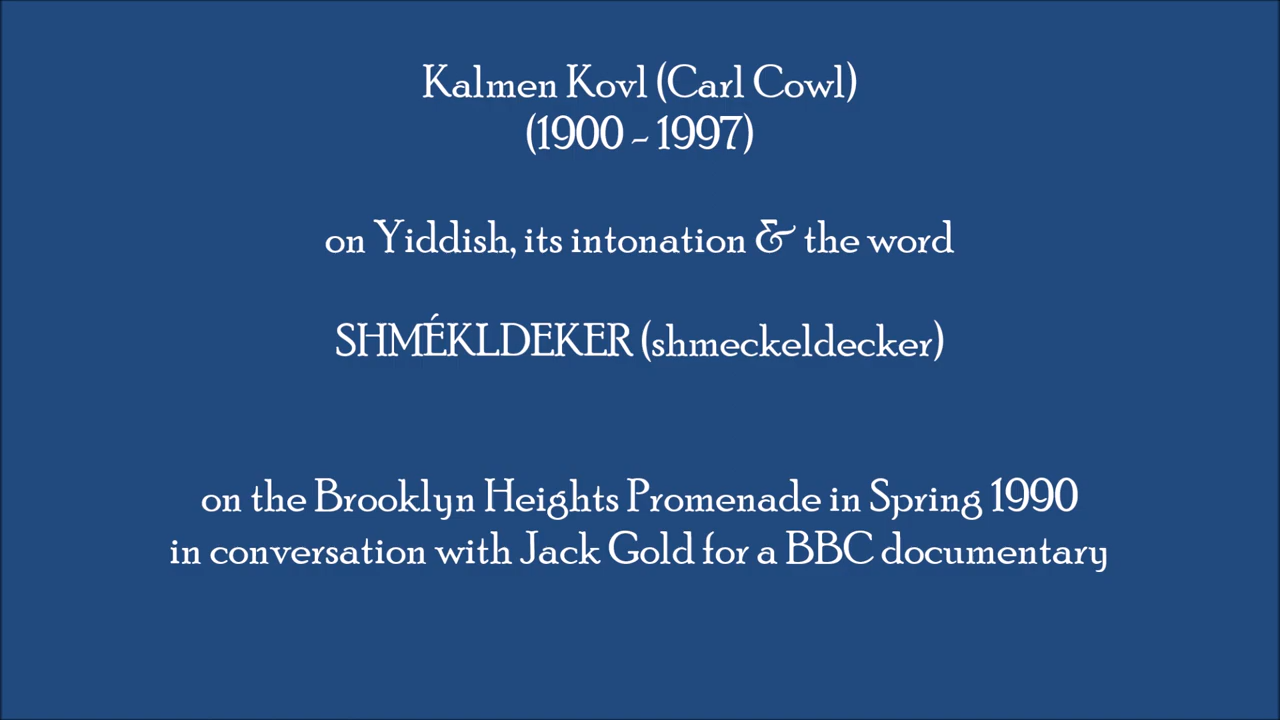 Kalmen Kovl (Carl Cowl)
(1900 - 1997)
on Yiddish, its intonation & the word
SHMÉKLDEKER (shmeckeldecker)
on the Brooklyn Heights Promenade in Spring 1990
in conversation with Jack Gold for a BBC documentary